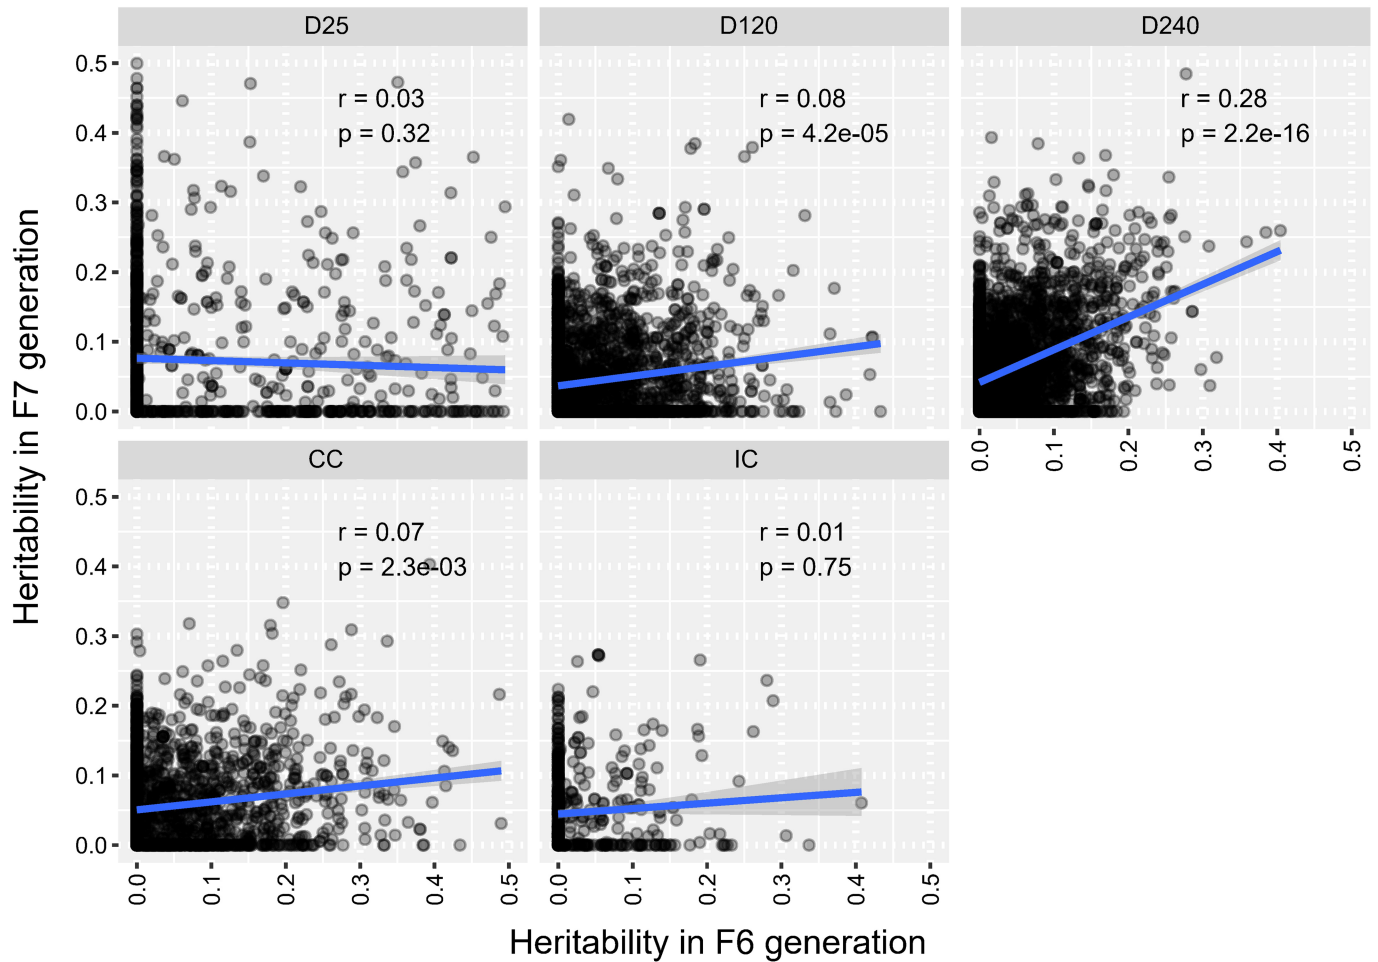 D25
D120
D240
0.5
0.4
0.3
0.2
0.1
0.0
r = 0.03
p = 0.32
r = 0.08
p = 4.2e-05
r = 0.28
p = 2.2e-16
0.0 0.1 0.2 0.3 0.4 0.5
CC
IC
0.5
0.4
0.3
0.2
0.1
0.0
r = 0.07
p = 2.3e-03
r = 0.01
p = 0.75
0.0 0.1 0.2 0.3 0.4 0.5
0.0 0.1 0.2 0.3 0.4 0.5
Heritability in F6 generation
Heritability in F7 generation